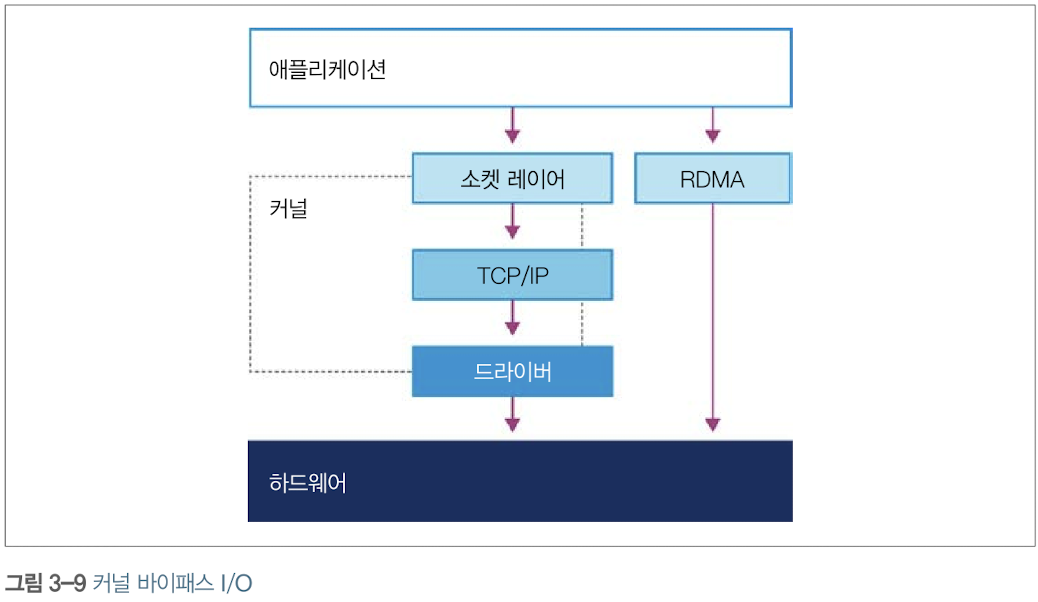 애플리케이션
소켓 레이어
RDMA
커널
TCP/IP
드라이버
하드웨어
그림 3-9 커널 바이패스 I/O